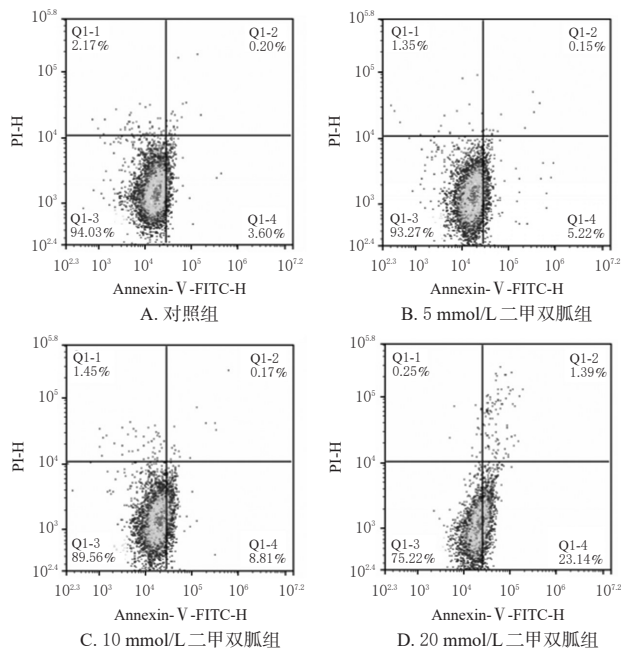 10^5.8
Q1-1
2.17%
Q1-2
0.20%
10^5
PI-H
10^4
10^3
Q1-3
94.03%
Q1-4
3.60%
10^2.4
10^2.3 10^3 10^4 10^5 10^6 10^7.2
Annexin-Ⅴ-FITC-H
A. 对照组
10^5.8
Q1-1
1.35%
Q1-2
0.15%
10^5
PI-H
10^4
10^3
Q1-3
93.27%
Q1-4
5.22%
10^2.4
10^2.3 10^3 10^4 10^5 10^6 10^7.2
Annexin-Ⅴ-FITC-H
B. 5 mmol/L 二甲双胍组
10^5.8
Q1-1
1.45%
Q1-2
0.17%
10^5
PI-H
10^4
10^3
Q1-3
89.56%
Q1-4
8.81%
10^2.4
10^2.3 10^3 10^4 10^5 10^6 10^7.2
Annexin-Ⅴ-FITC-H
C. 10 mmol/L 二甲双胍组
10^5.8
Q1-1
0.25%
Q1-2
1.39%
10^5
PI-H
10^4
10^3
Q1-3
75.22%
Q1-4
23.14%
10^2.4
10^2.3 10^3 10^4 10^5 10^6 10^7.2
Annexin-Ⅴ-FITC-H
D. 20 mmol/L 二甲双胍组